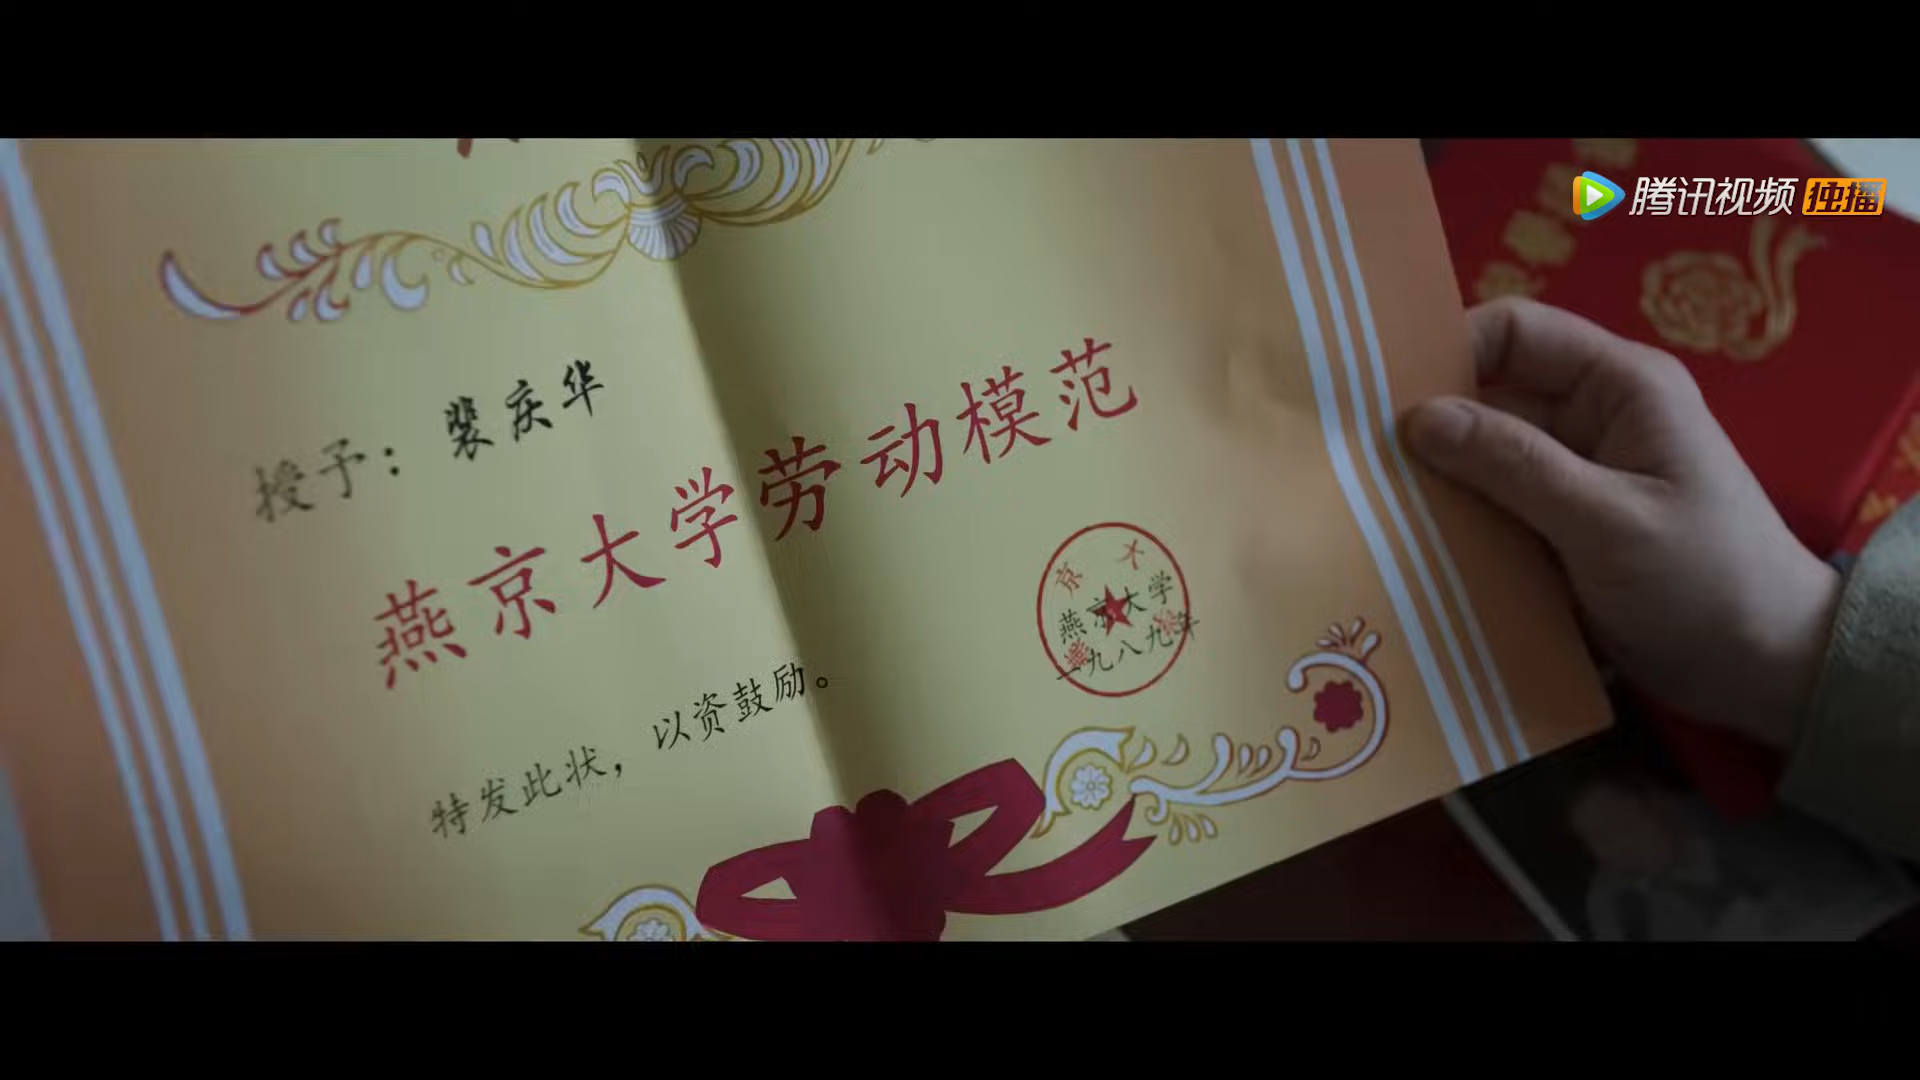 腾讯视频 独播
授予：裴庆华
燕京大学劳动模范
燕京大学
一九八九年
特发此状，以资鼓励。